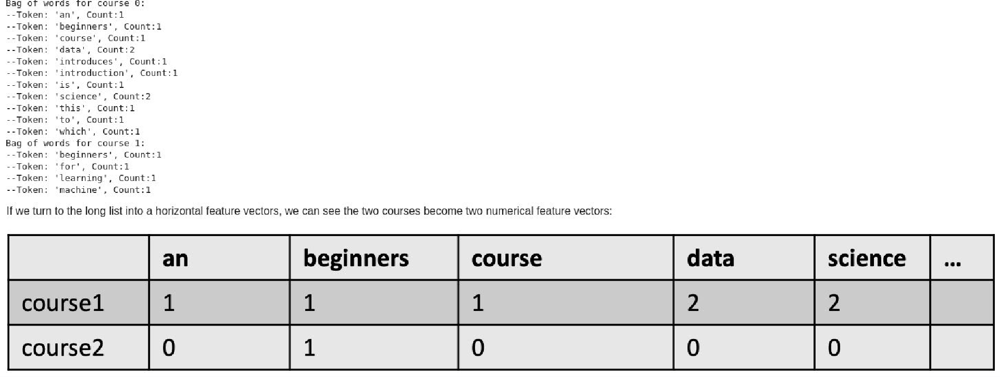 Bag of words for course 0:
--Token: 'an', Count:1
--Token: 'beginners', Count:1
--Token: 'course', Count:1
--Token: 'data', Count:2
--Token: 'introduces', Count:1
--Token: 'introduction', Count:1
--Token: 'is', Count:1
--Token: 'science', Count:2
--Token: 'this', Count:1
--Token: 'to', Count:1
--Token: 'which', Count:1
Bag of words for course 1:
--Token: 'beginners', Count:1
--Token: 'for', Count:1
--Token: 'learning', Count:1
--Token: 'machine', Count:1
If we turn to the long list into a horizontal feature vectors, we can see the two courses become two numerical feature vectors:
an beginners course data science ...
course1 1 1 1 2 2
course2 0 1 0 0 0